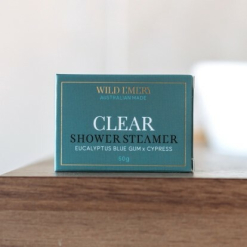 WILD EMERY
AUSTRALIAN MADE
CLEAR
SHOWER STEAMER
EUCALYPTUS BLUE GUM x CYPRESS
50g